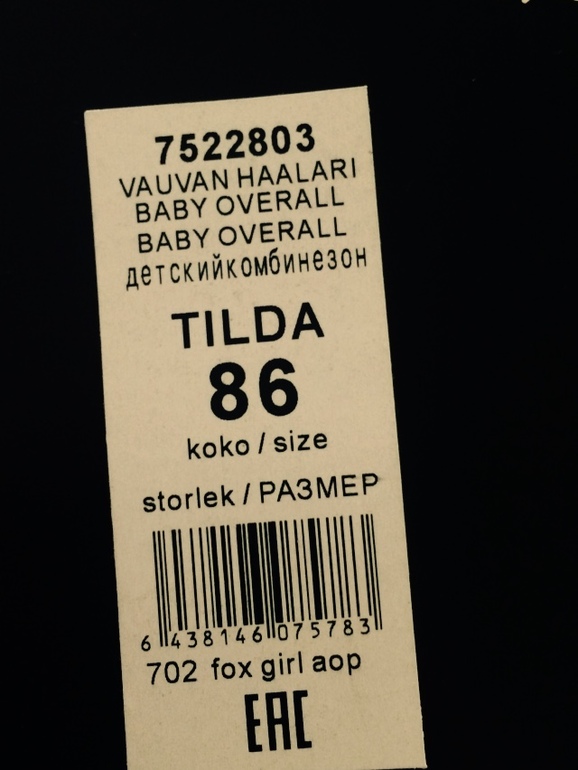 7522803
VAUVAN HAALARI
BABY OVERALL
BABY OVERALL
детскийкомбинезон
TILDA
86
koko / size
storlek / РАЗМЕР
6 438146 075783
702 fox girl aop
EAC